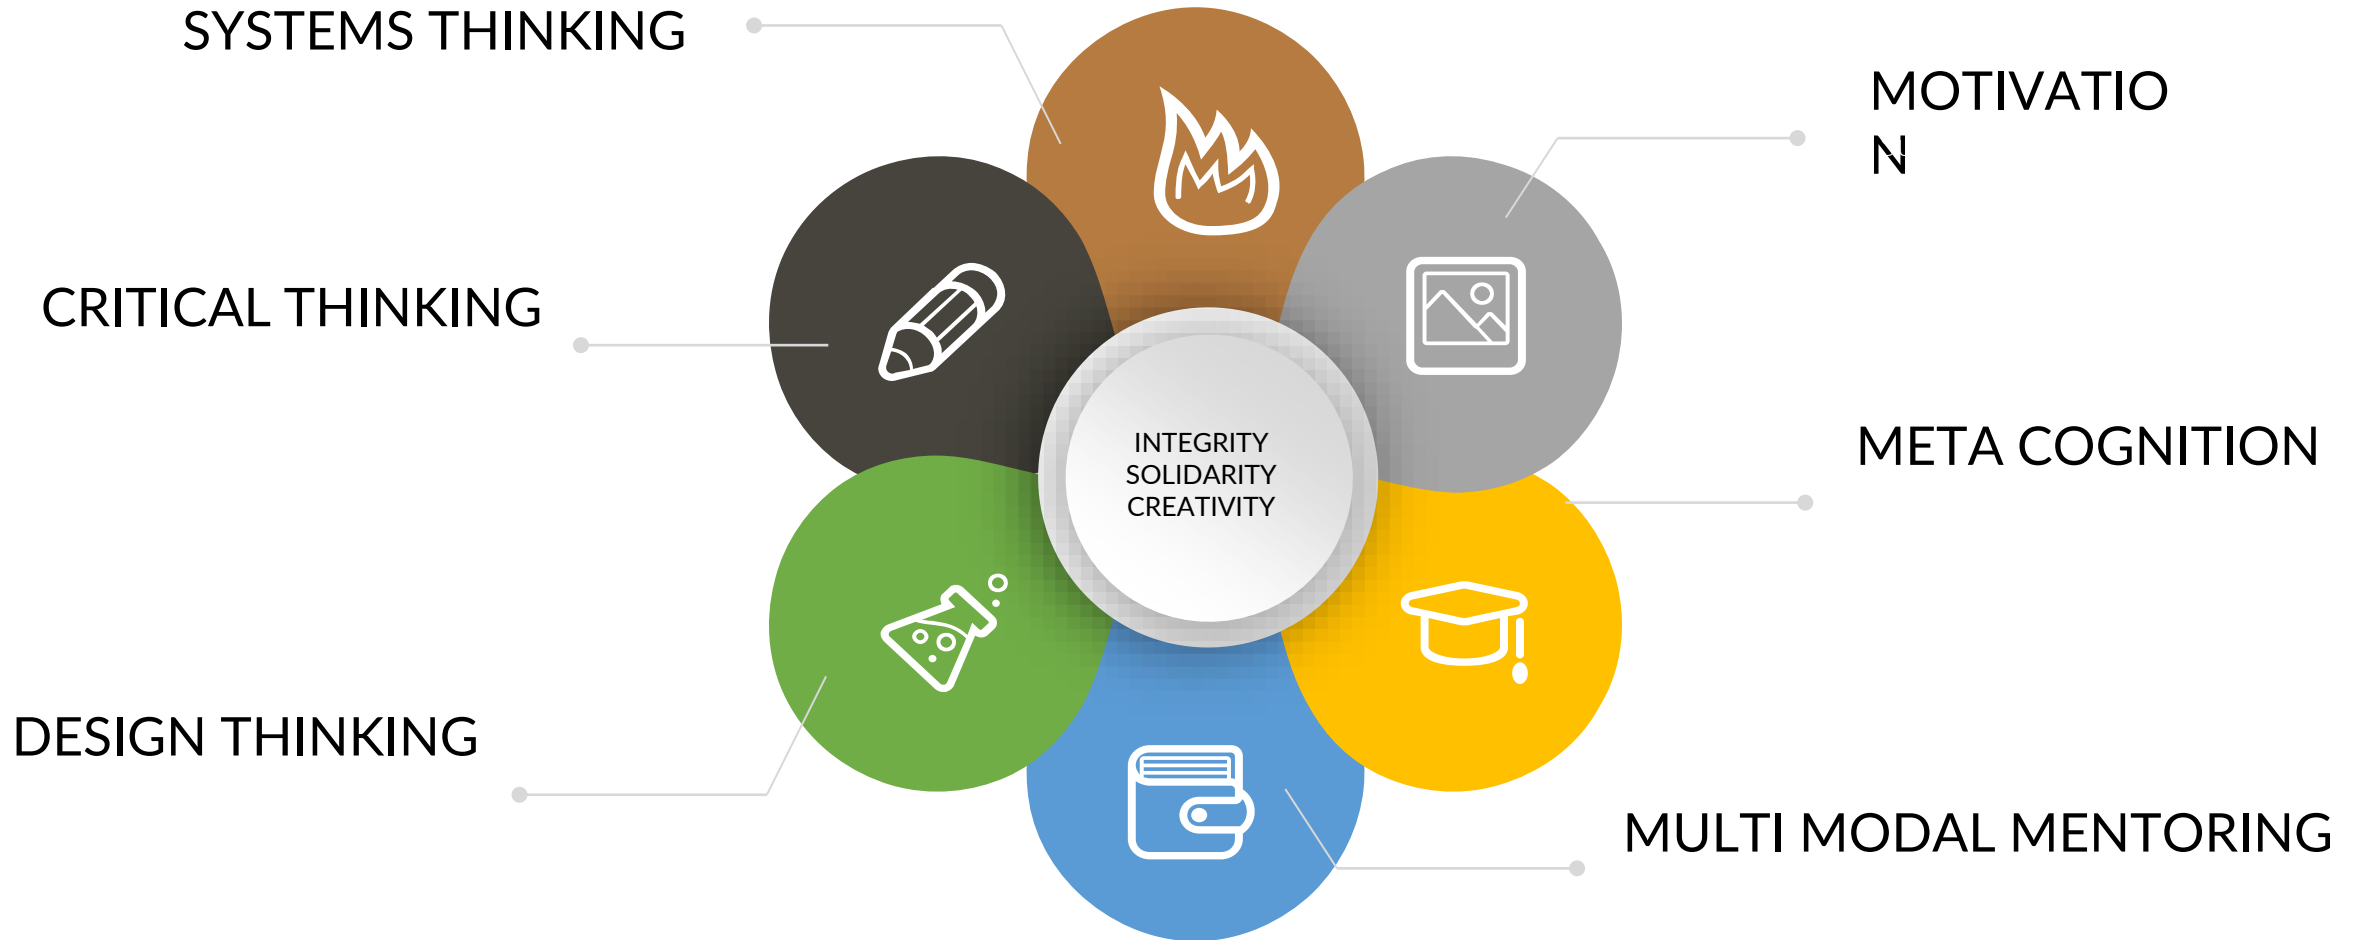 SYSTEMS THINKING
MOTIVATIO
N
CRITICAL THINKING
INTEGRITY
SOLIDARITY
CREATIVITY
META COGNITION
DESIGN THINKING
MULTI MODAL MENTORING